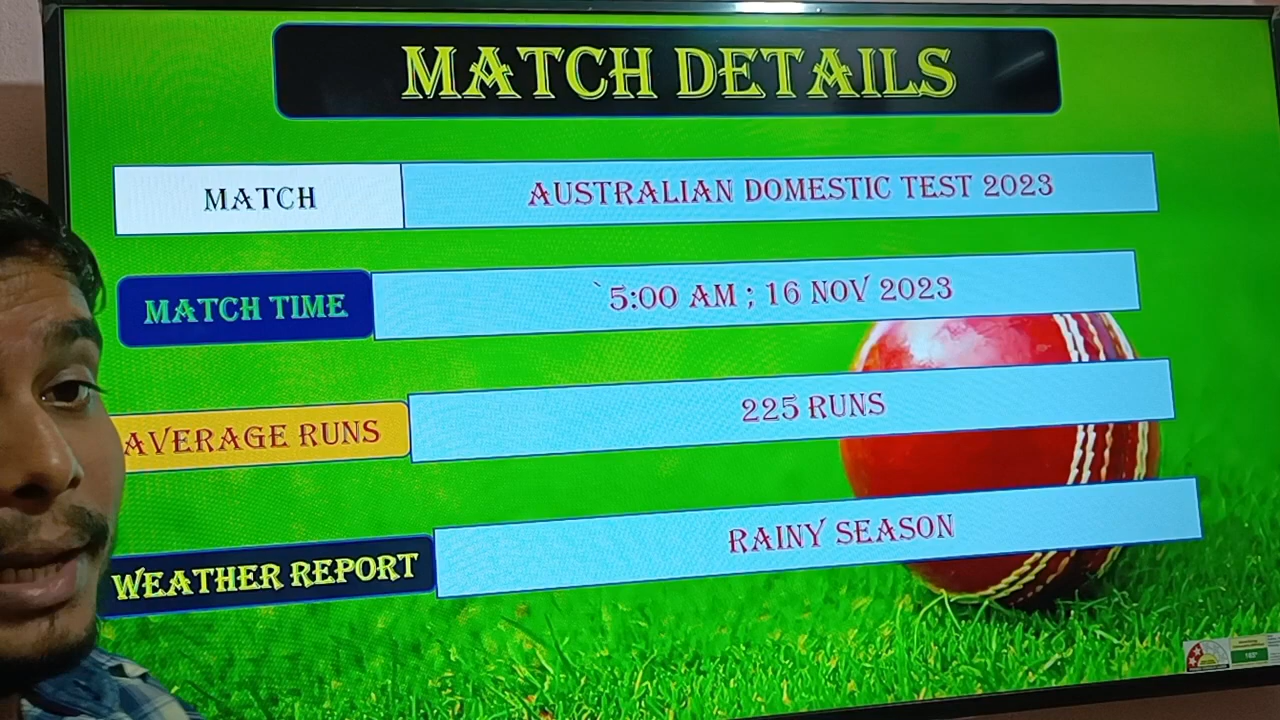 MATCH DETAILS
MATCH
AUSTRALIAN DOMESTIC TEST 2023
MATCH TIME
`5:00 AM ; 16 NOV 2023
AVERAGE RUNS
225 RUNS
WEATHER REPORT
RAINY SEASON